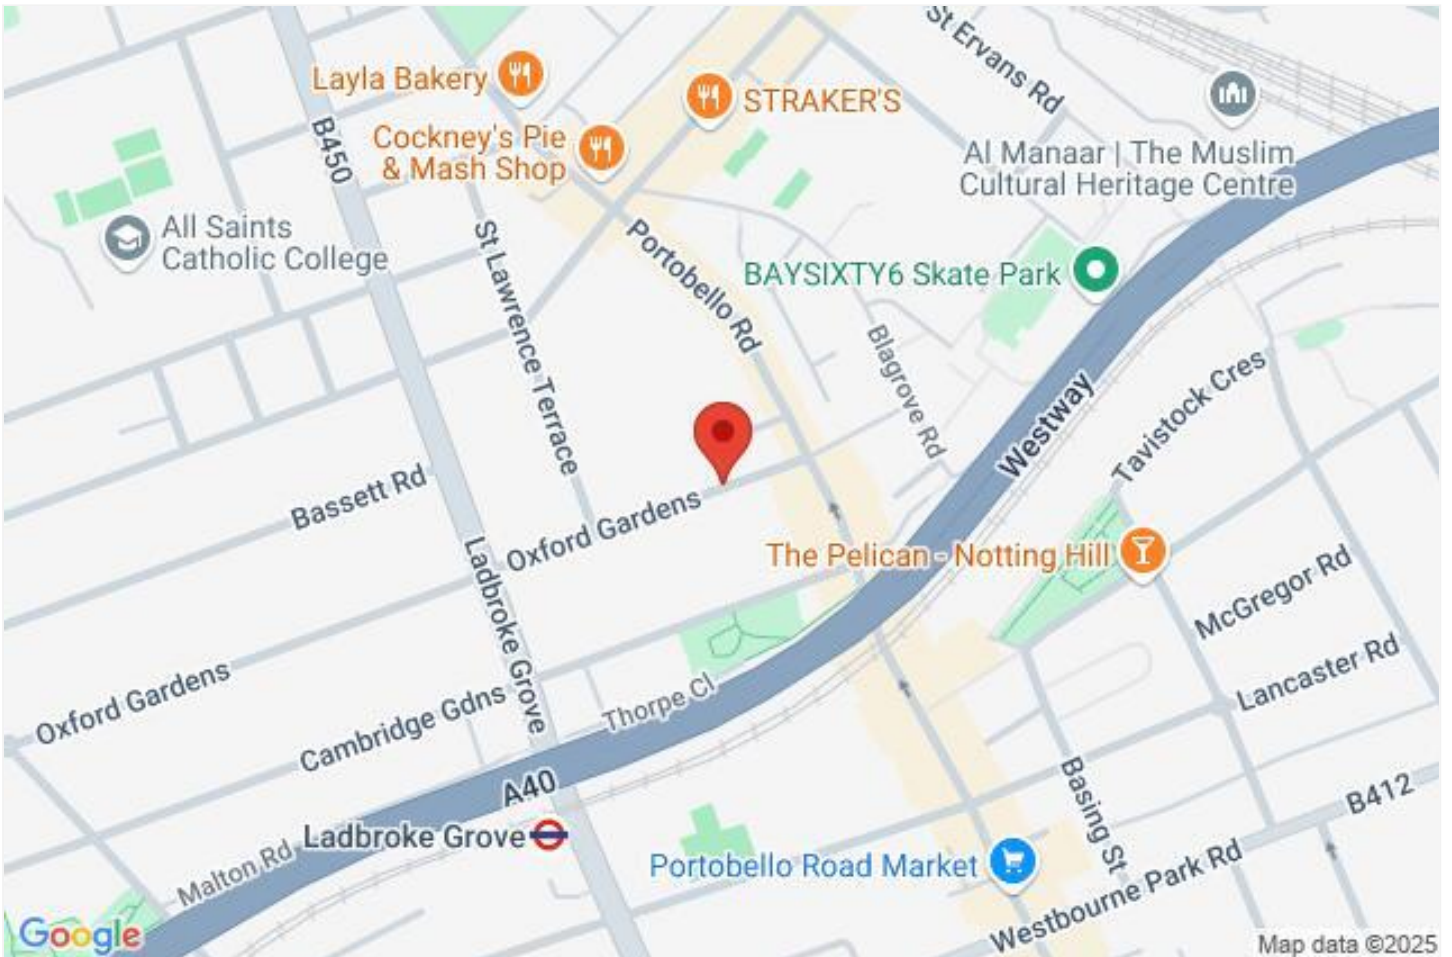 St Ervans Rd
Layla Bakery
STRAKER'S
B450
Cockney's Pie
& Mash Shop
Al Manaar | The Muslim
Cultural Heritage Centre
All Saints
Catholic College
St Lawrence Terrace
Portobello Rd
BAYSIXTY6 Skate Park
Blagrove Rd
Westway
Tavistock Cres
Bassett Rd
Oxford Gardens
Ladbroke Grove
The Pelican - Notting Hill
McGregor Rd
Oxford Gardens
Cambridge Gdns
Thorpe Cl
Lancaster Rd
A40
Basing St
B412
Ladbroke Grove
Malton Rd
Portobello Road Market
Westbourne Park Rd
Google
Map data ©2025